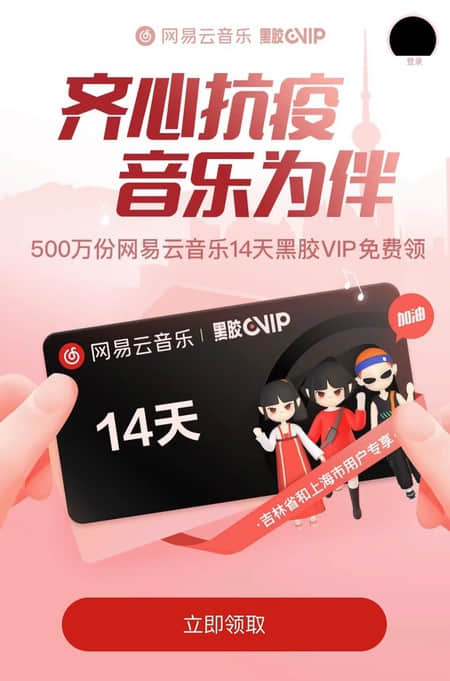 网易云音乐 黑胶VIP
登录
齐心抗疫
音乐为伴
500万份网易云音乐14天黑胶VIP免费领
网易云音乐 | 黑胶VIP
加油
14天
·吉林省和上海市用户专享·
立即领取